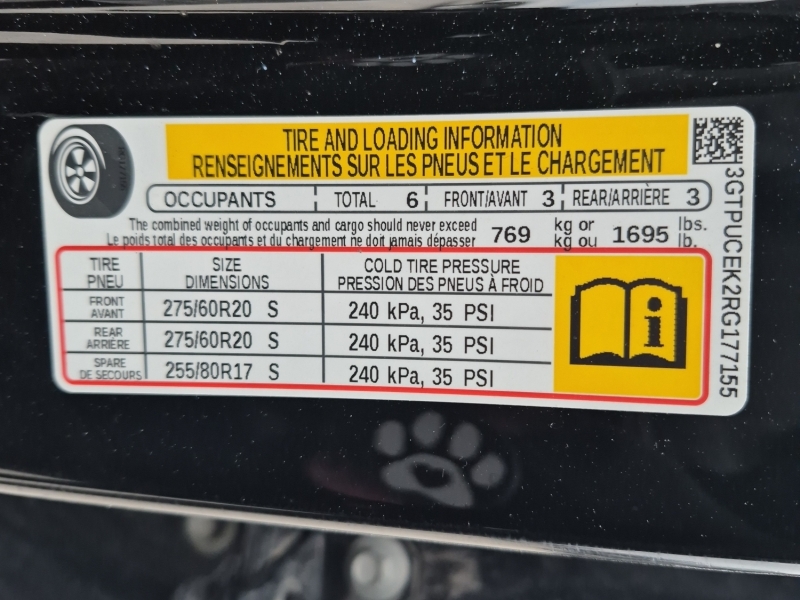 TIRE AND LOADING INFORMATION
RENSEIGNEMENTS SUR LES PNEUS ET LE CHARGEMENT
OCCUPANTS TOTAL 6 FRONT/AVANT 3 REAR/ARRIÈRE 3
The combined weight of occupants and cargo should never exceed 769 kg or 1695 lbs.
Le poids total des occupants et du chargement ne doit jamais dépasser kg ou lb.
TIRE SIZE COLD TIRE PRESSURE
PNEU DIMENSIONS PRESSION DES PNEUS À FROID
FRONT
AVANT 275/60R20 S 240 kPa, 35 PSI
REAR
ARRIÈRE 275/60R20 S 240 kPa, 35 PSI
SPARE
DE SECOURS 255/80R17 S 240 kPa, 35 PSI
3GTPUCEK2RG177155